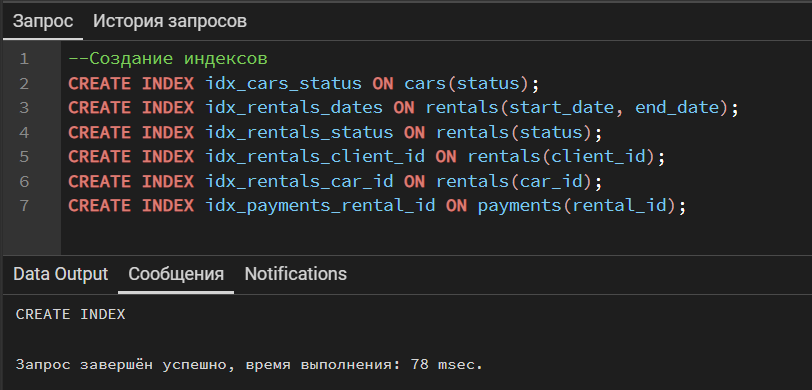 Запрос История запросов
1 --Создание индексов
2 CREATE INDEX idx_cars_status ON cars(status);
3 CREATE INDEX idx_rentals_dates ON rentals(start_date, end_date);
4 CREATE INDEX idx_rentals_status ON rentals(status);
5 CREATE INDEX idx_rentals_client_id ON rentals(client_id);
6 CREATE INDEX idx_rentals_car_id ON rentals(car_id);
7 CREATE INDEX idx_payments_rental_id ON payments(rental_id);
Data Output Сообщения Notifications
CREATE INDEX
Запрос завершён успешно, время выполнения: 78 msec.